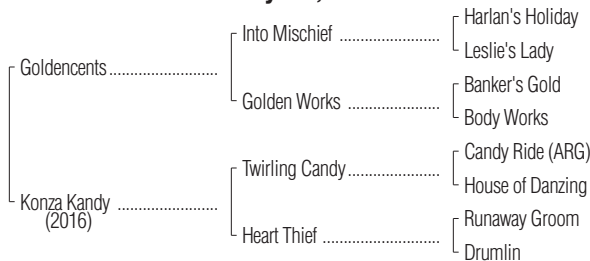 Harlan's Holiday
Into Mischief ....................
Leslie's Lady
Goldencents ......................
Banker's Gold
Golden Works ..................
Body Works
Candy Ride (ARG)
Twirling Candy ..................
House of Danzing
Konza Kandy ....................
(2016)
Runaway Groom
Heart Thief .......................
Drumlin